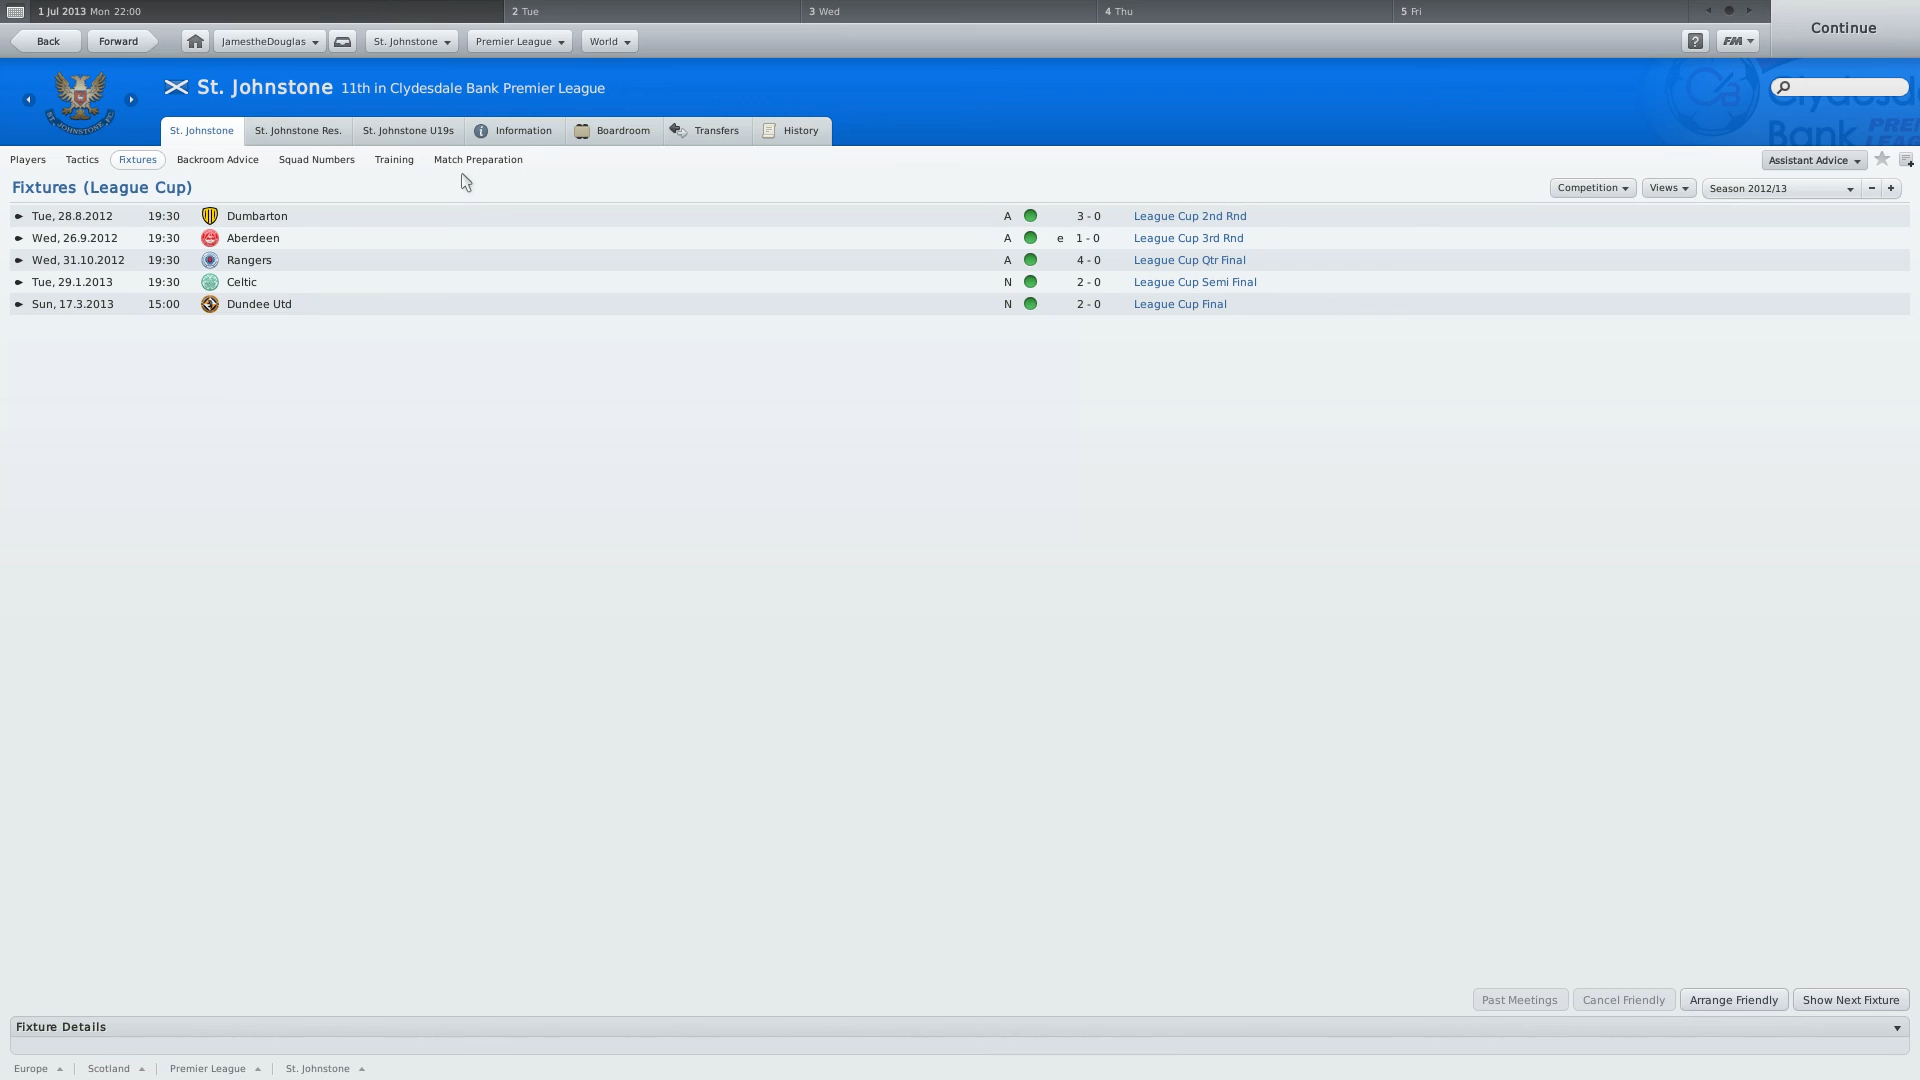 1 Jul 2013 Mon 22:00 2 Tue 3 Wed 4 Thu 5 Fri
Back Forward JamestheDouglas St. Johnstone Premier League World ? FM Continue
St. Johnstone 11th in Clydesdale Bank Premier League
St. Johnstone St. Johnstone Res. St. Johnstone U19s Information Boardroom Transfers History
Players Tactics Fixtures Backroom Advice Squad Numbers Training Match Preparation Assistant Advice
Fixtures (League Cup) Competition Views Season 2012/13 - +
Tue, 28.8.2012 19:30 Dumbarton A 3 - 0 League Cup 2nd Rnd
Wed, 26.9.2012 19:30 Aberdeen A e 1 - 0 League Cup 3rd Rnd
Wed, 31.10.2012 19:30 Rangers A 4 - 0 League Cup Qtr Final
Tue, 29.1.2013 19:30 Celtic N 2 - 0 League Cup Semi Final
Sun, 17.3.2013 15:00 Dundee Utd N 2 - 0 League Cup Final
Past Meetings Cancel Friendly Arrange Friendly Show Next Fixture
Fixture Details
Europe Scotland Premier League St. Johnstone